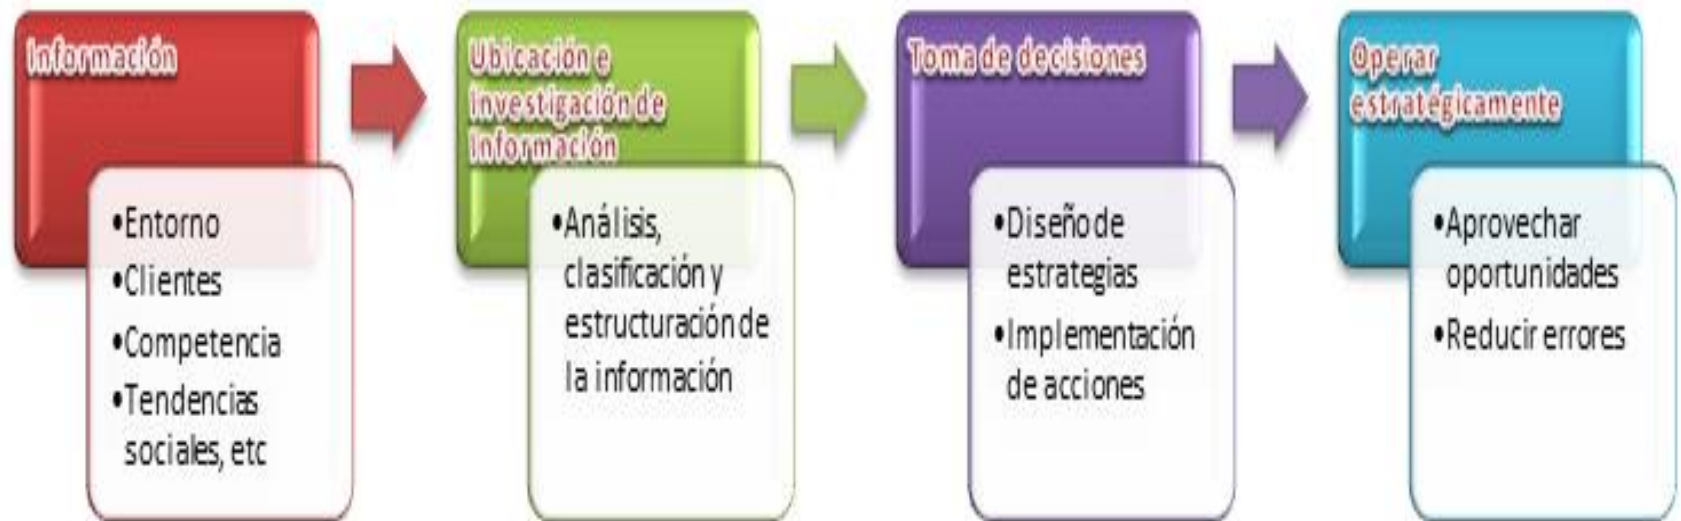 Información
•Entorno
•Clientes
•Competencia
•Tendencias
sociales, etc
Ubicación e
investigación de
Información
•Análisis,
clasificación y
estructuración de
la información
Toma de decisiones
•Diseño de
estrategias
•Implementación
de acciones
Operar
estratégicamente
•Aprovechar
oportunidades
•Reducir errores